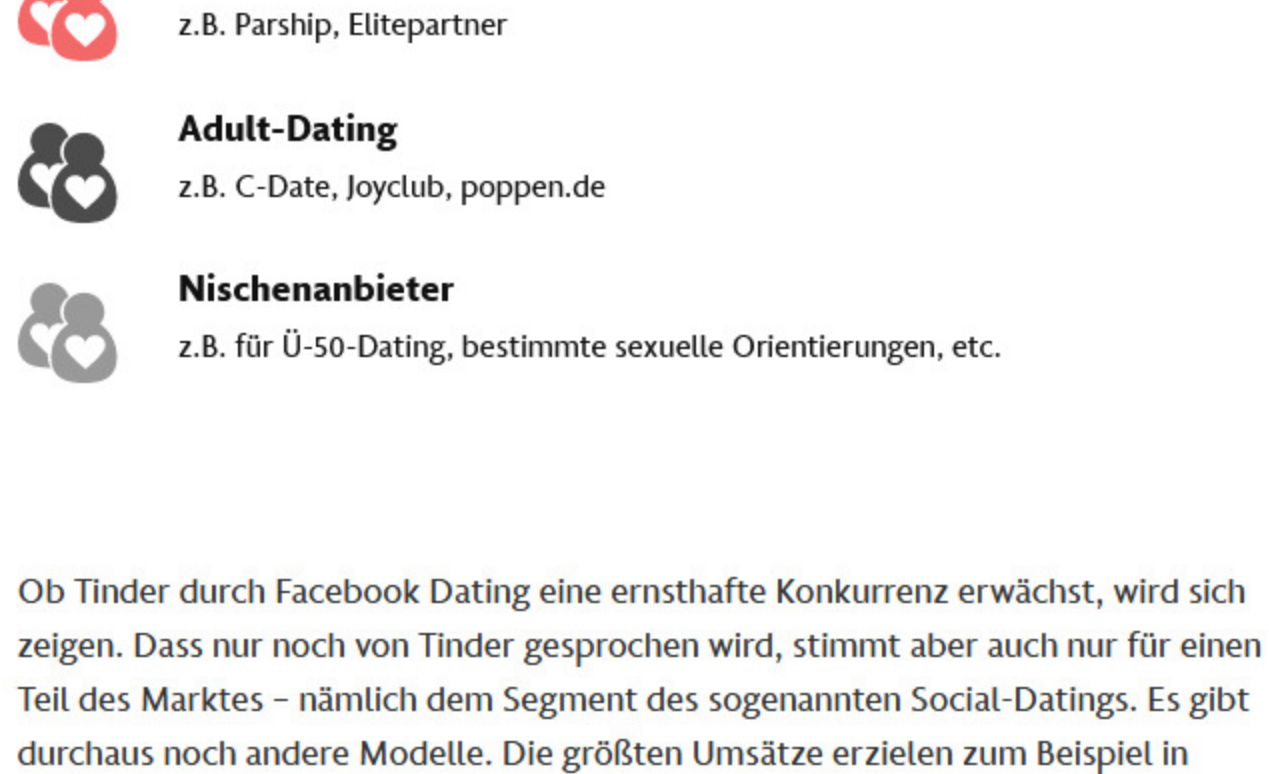 z.B. Parship, Elitepartner
Adult-Dating
z.B. C-Date, Joyclub, poppen.de
Nischenanbieter
z.B. für Ü-50-Dating, bestimmte sexuelle Orientierungen, etc.
Ob Tinder durch Facebook Dating eine ernsthafte Konkurrenz erwächst, wird sich
zeigen. Dass nur noch von Tinder gesprochen wird, stimmt aber auch nur für einen
Teil des Marktes – nämlich dem Segment des sogenannten Social-Datings. Es gibt
durchaus noch andere Modelle. Die größten Umsätze erzielen zum Beispiel in